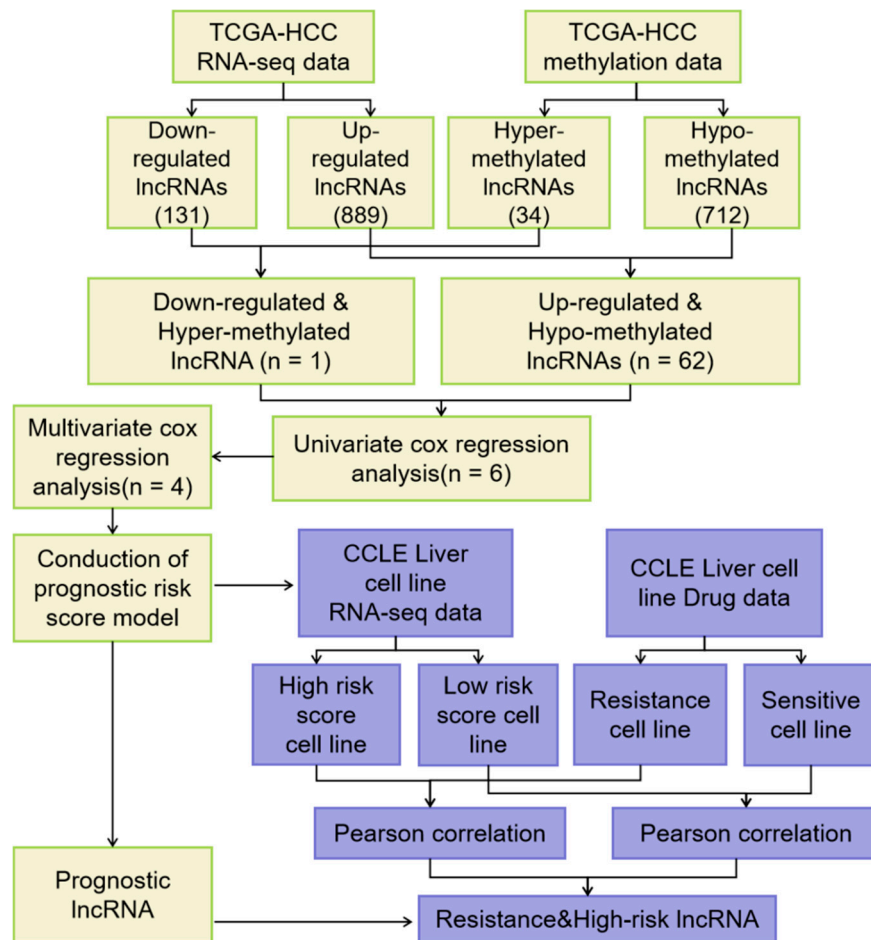 TCGA-HCC
RNA-seq data
TCGA-HCC
methylation data
Down-
regulated
lncRNAs
(131)
Up-
regulated
lncRNAs
(889)
Hyper-
methylated
lncRNAs
(34)
Hypo-
methylated
lncRNAs
(712)
Down-regulated &
Hyper-methylated
lncRNA (n = 1)
Up-regulated &
Hypo-methylated
lncRNAs (n = 62)
Multivariate cox
regression
analysis(n = 4)
Univariate cox regression
analysis(n = 6)
Conduction of
prognostic risk
score model
CCLE Liver
cell line
RNA-seq data
CCLE Liver cell
line Drug data
High risk
score
cell line
Low risk
score cell
line
Resistance
cell line
Sensitive
cell line
Pearson correlation
Pearson correlation
Prognostic
lncRNA
Resistance&High-risk lncRNA